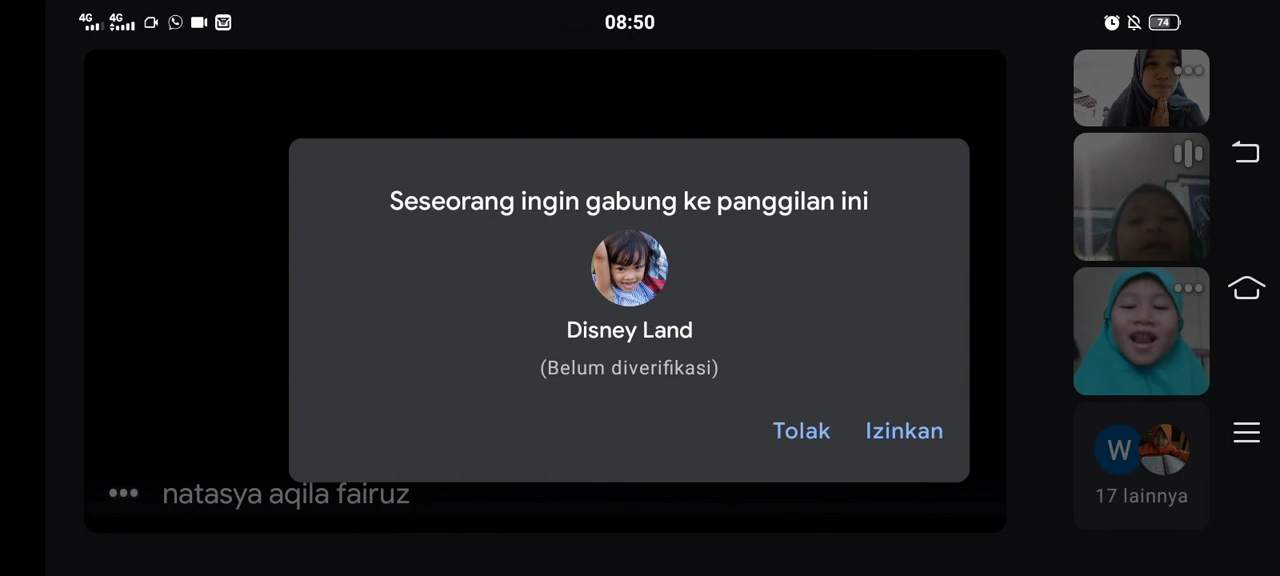 4G 4G 08:50 74
Seseorang ingin gabung ke panggilan ini
Disney Land
(Belum diverifikasi)
Tolak Izinkan
natasya aqila fairuz
W
17 lainnya